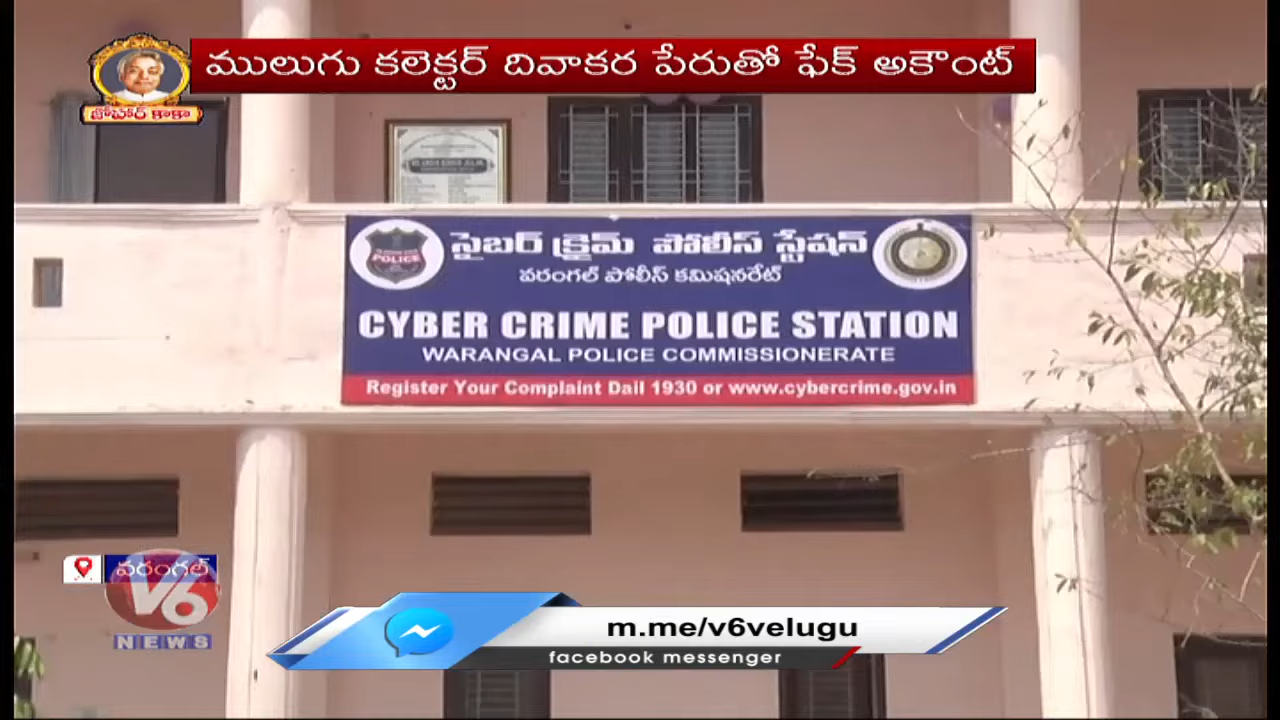 ములుగు కలెక్టర్ దివాకర పేరుతో ఫేక్ అకౌంట్
జోహార్ కాకా
సైబర్ క్రైమ్ పోలీస్ స్టేషన్
వరంగల్ పోలీస్ కమిషనరేట్
POLICE
CYBER CRIME POLICE STATION
WARANGAL POLICE COMMISSIONERATE
Register Your Complaint Dail 1930 or www.cybercrime.gov.in
వరంగల్
V6
NEWS
m.me/v6velugu
facebook messenger